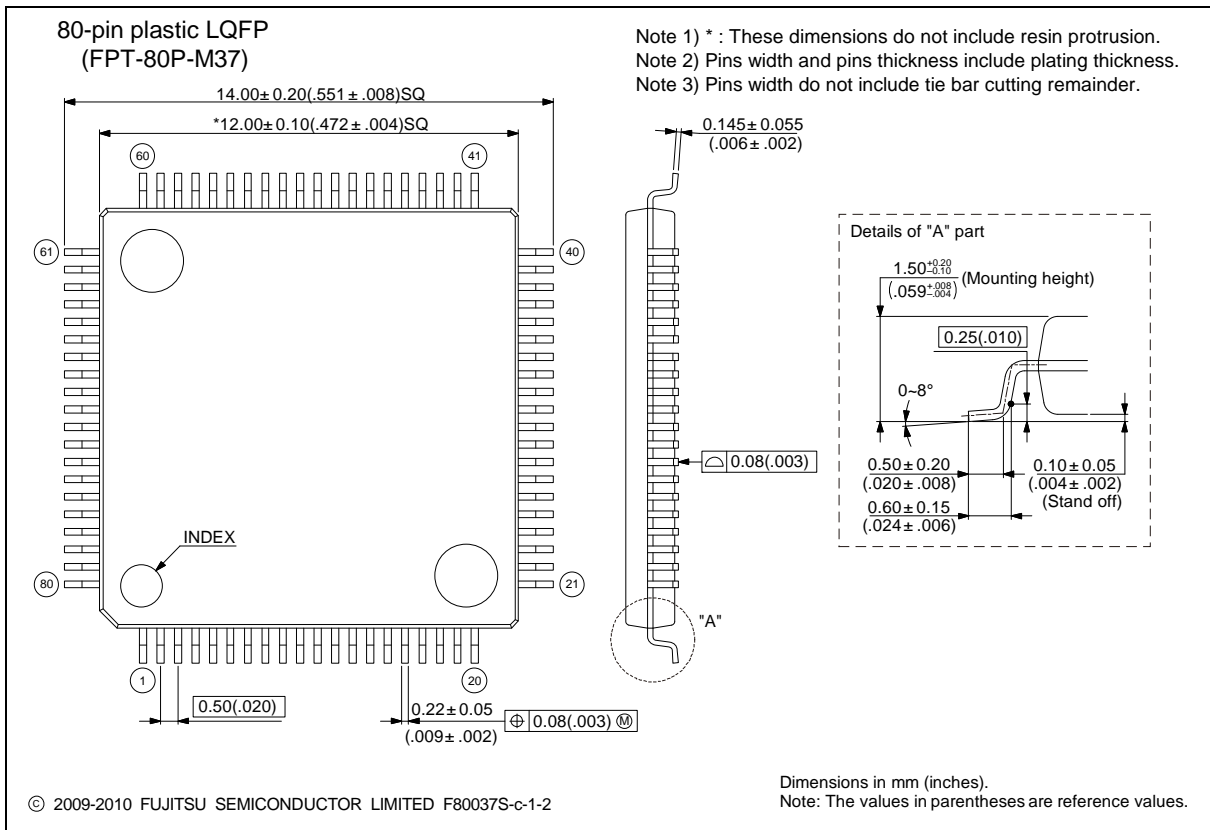 80-pin plastic LQFP
(FPT-80P-M37)
Note 1) * : These dimensions do not include resin protrusion.
Note 2) Pins width and pins thickness include plating thickness.
Note 3) Pins width do not include tie bar cutting remainder.
14.00±0.20(.551±.008)SQ
*12.00±0.10(.472±.004)SQ
60
41
61
40
80
21
INDEX
1
20
0.50(.020)
0.22±0.05
(.009±.002)
⌖ 0.08(.003) Ⓜ
0.145±0.055
(.006±.002)
⌓ 0.08(.003)
"A"
Details of "A" part
1.50 +0.20 –0.10
(.059 +.008 –.004)
(Mounting height)
0.25(.010)
0~8°
0.50±0.20
(.020±.008)
0.60±0.15
(.024±.006)
0.10±0.05
(.004±.002)
(Stand off)
© 2009-2010 FUJITSU SEMICONDUCTOR LIMITED F80037S-c-1-2
Dimensions in mm (inches).
Note: The values in parentheses are reference values.